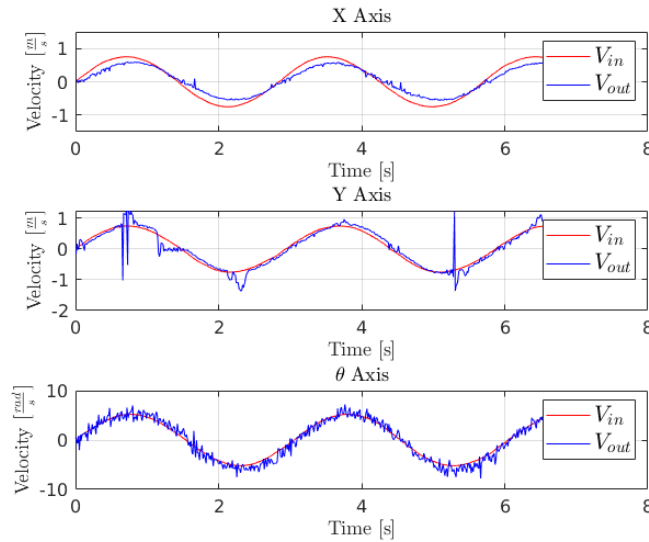 X Axis
Velocity [m/s]
1
0
-1
V_in
V_out
0 2 4 6 8
Time [s]
Y Axis
Velocity [m/s]
1
0
-1
-2
V_in
V_out
0 2 4 6 8
Time [s]
θ Axis
Velocity [rad/s]
10
0
-10
V_in
V_out
0 2 4 6 8
Time [s]